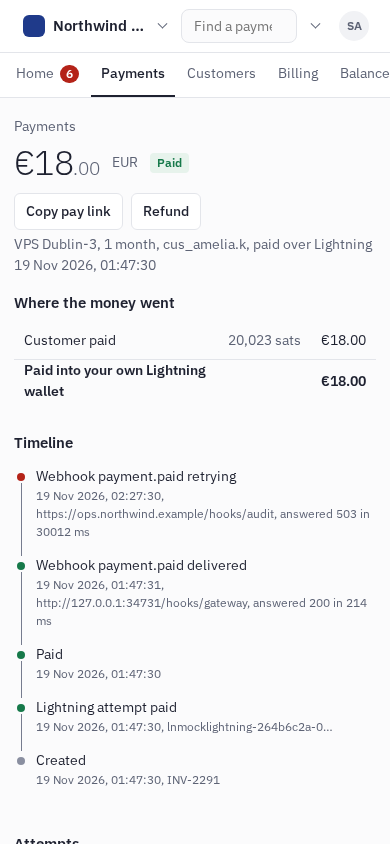 Northwind ...
Find a payme
SA
Home 6 Payments Customers Billing Balance
Payments
€18.00 EUR Paid
Copy pay link Refund
VPS Dublin-3, 1 month, cus_amelia.k, paid over Lightning
19 Nov 2026, 01:47:30
Where the money went
Customer paid 20,023 sats €18.00
Paid into your own Lightning
wallet €18.00
Timeline
Webhook payment.paid retrying
19 Nov 2026, 02:27:30,
https://ops.northwind.example/hooks/audit, answered 503 in
30012 ms
Webhook payment.paid delivered
19 Nov 2026, 01:47:31,
http://127.0.0.1:34731/hooks/gateway, answered 200 in 214
ms
Paid
19 Nov 2026, 01:47:30
Lightning attempt paid
19 Nov 2026, 01:47:30, lnmocklightning-264b6c2a-0...
Created
19 Nov 2026, 01:47:30, INV-2291
Attempts